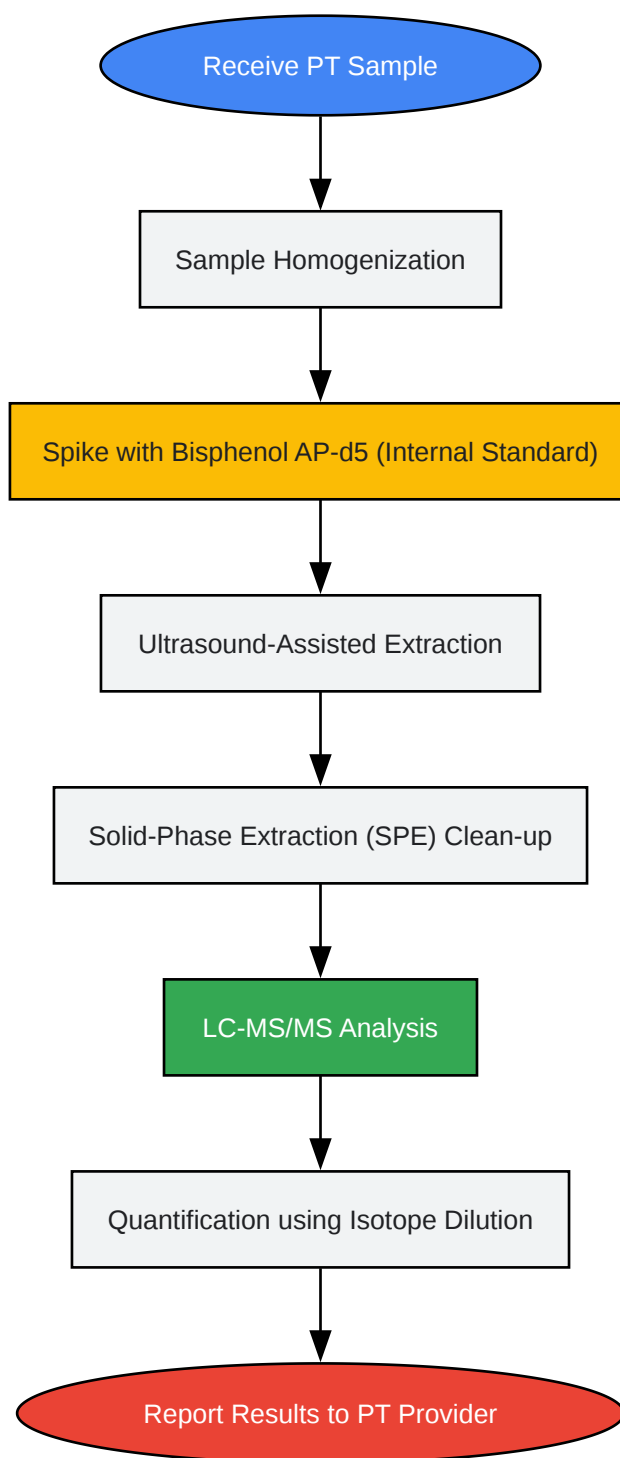 Receive PT Sample
Sample Homogenization
Spike with Bisphenol AP-d5 (Internal Standard)
Ultrasound-Assisted Extraction
Solid-Phase Extraction (SPE) Clean-up
LC-MS/MS Analysis
Quantification using Isotope Dilution
Report Results to PT Provider